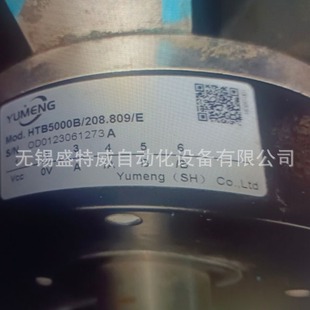 YUMENG
Mod. HTB5000B/208.809/E
S/N OD0123061273A
3 4 5 6
Vcc 0V A
无锡盛特威自动化设备有限公司
Yumeng (SH) Co.,Ltd